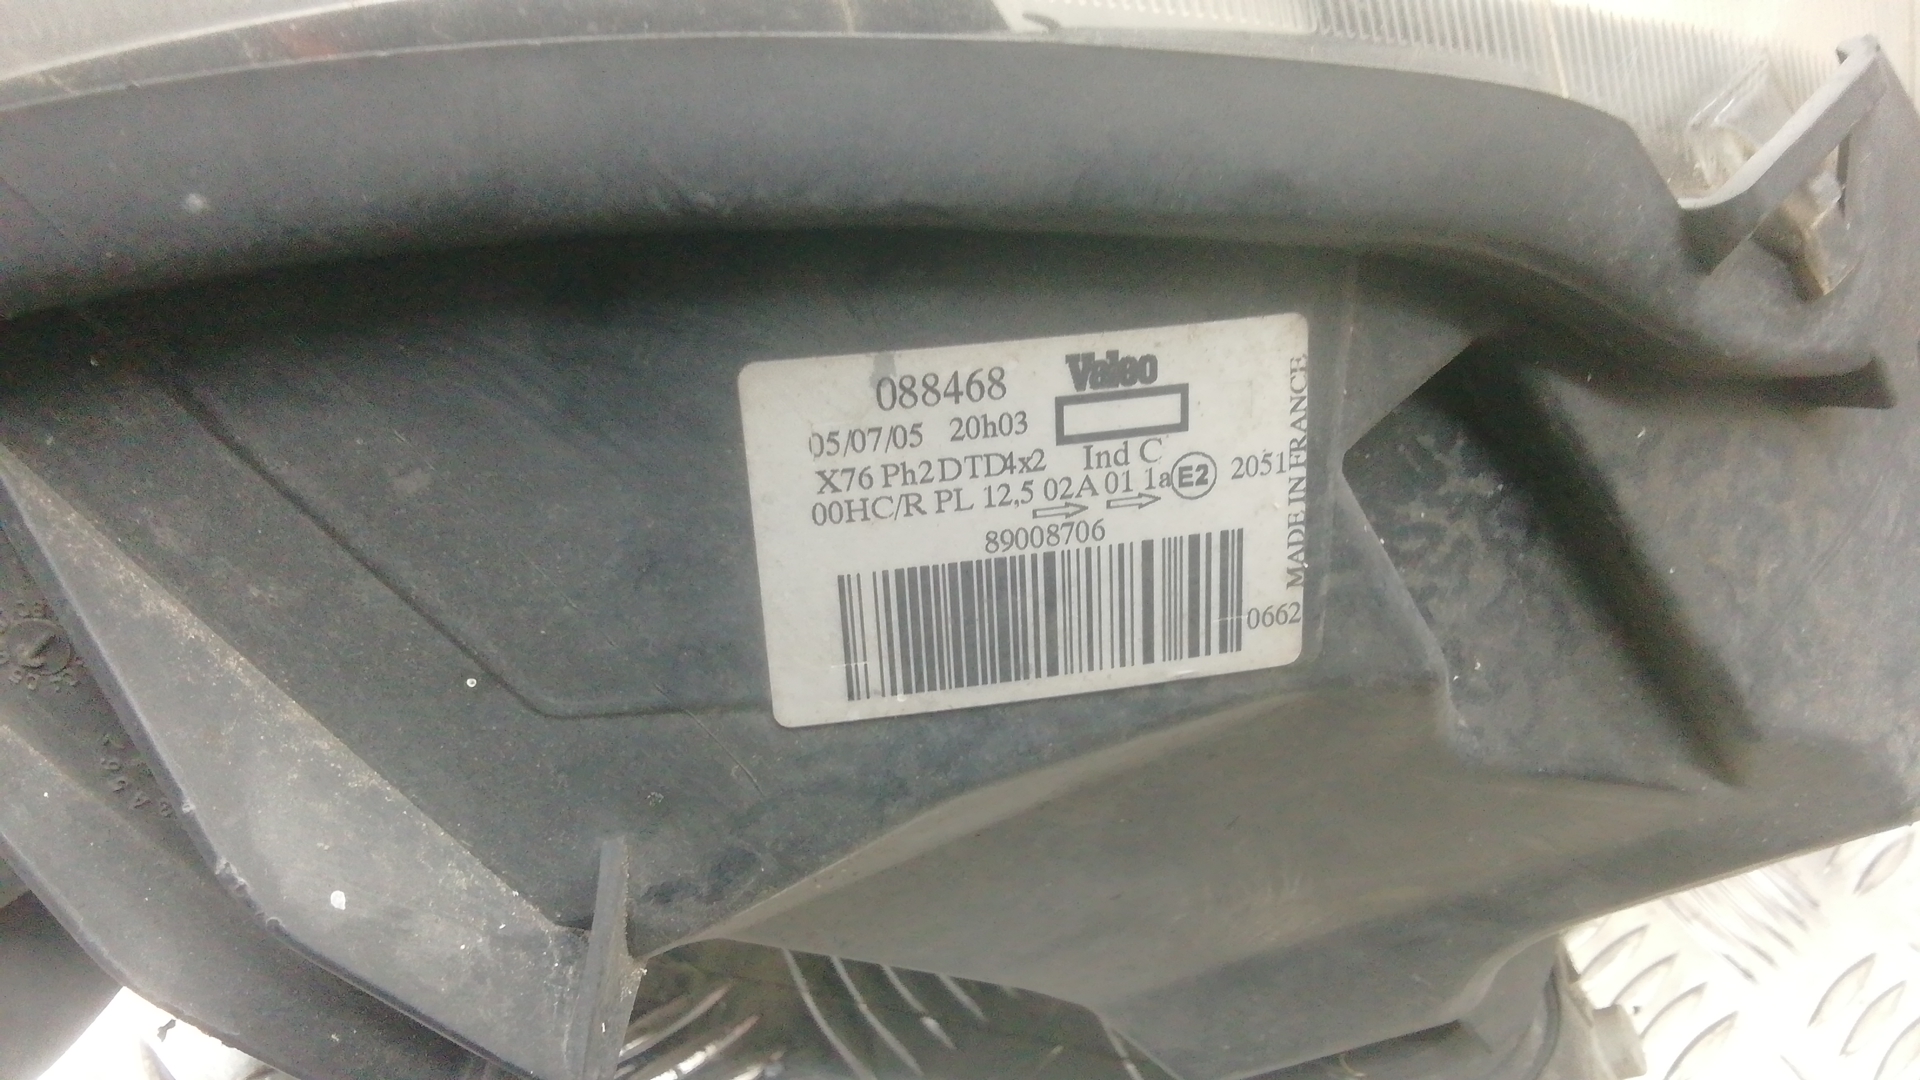 088468
Valeo
05/07/05 20h03
X76 Ph2 DTD4x2 Ind C
00HC/R PL 12,5 02A 01 1a E2 2051
89008706
0662
MADE IN FRANCE